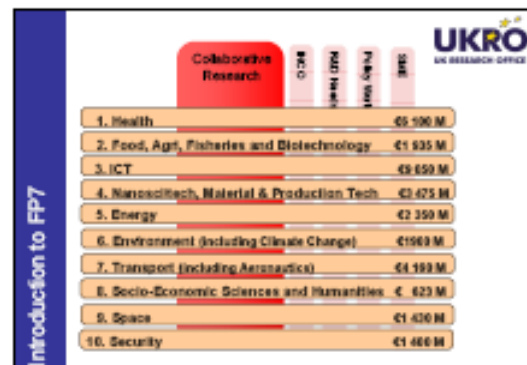 UKRO
UK RESEARCH OFFICE
Collaborative
Research
INCO
Introduction to FP7
1. Health €6 100 M
2. Food, Agri, Fisheries and Biotechnology €1 935 M
3. ICT €9 050 M
4. Nanosci/tech, Material & Production Tech €3 475 M
5. Energy €2 350 M
6. Environment (including Climate Change) €1900 M
7. Transport (including Aeronautics) €4 160 M
8. Socio-Economic Sciences and Humanities € 623 M
9. Space €1 430 M
10. Security €1 400 M